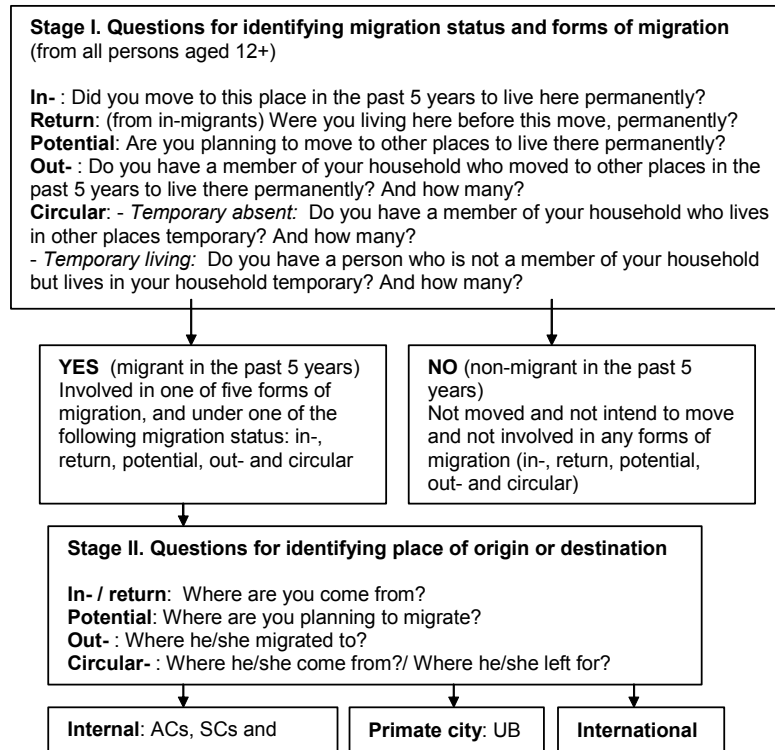 Stage I. Questions for identifying migration status and forms of migration
(from all persons aged 12+)
In- : Did you move to this place in the past 5 years to live here permanently?
Return: (from in-migrants) Were you living here before this move, permanently?
Potential: Are you planning to move to other places to live there permanently?
Out- : Do you have a member of your household who moved to other places in the
past 5 years to live there permanently? And how many?
Circular: - Temporary absent: Do you have a member of your household who lives
in other places temporary? And how many?
- Temporary living: Do you have a person who is not a member of your household
but lives in your household temporary? And how many?
YES (migrant in the past 5 years)
Involved in one of five forms of
migration, and under one of the
following migration status: in-,
return, potential, out- and circular
NO (non-migrant in the past 5
years)
Not moved and not intend to move
and not involved in any forms of
migration (in-, return, potential,
out- and circular)
Stage II. Questions for identifying place of origin or destination
In- / return: Where are you come from?
Potential: Where are you planning to migrate?
Out- : Where he/she migrated to?
Circular- : Where he/she come from?/ Where he/she left for?
Internal: ACs, SCs and
Primate city: UB
International